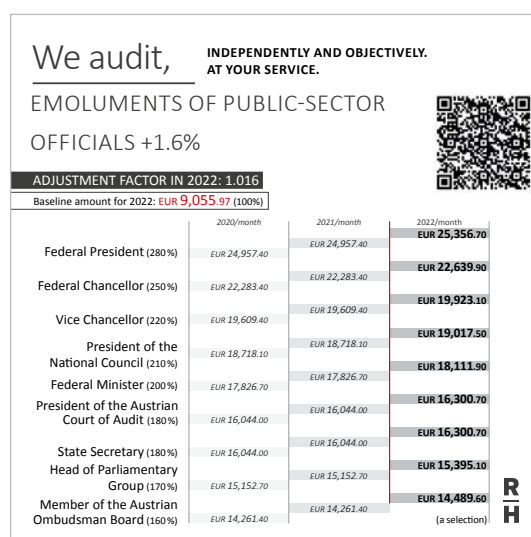 We audit,
INDEPENDENTLY AND OBJECTIVELY.
AT YOUR SERVICE.
EMOLUMENTS OF PUBLIC-SECTOR
OFFICIALS +1.6%
ADJUSTMENT FACTOR IN 2022: 1.016
Baseline amount for 2022: EUR 9,055.97 (100%)
2020/month 2021/month 2022/month
Federal President (280%) EUR 24,957.40 EUR 24,957.40 EUR 25,356.70
Federal Chancellor (250%) EUR 22,283.40 EUR 22,283.40 EUR 22,639.90
Vice Chancellor (220%) EUR 19,609.40 EUR 19,609.40 EUR 19,923.10
President of the
National Council (210%) EUR 18,718.10 EUR 18,718.10 EUR 19,017.50
Federal Minister (200%) EUR 17,826.70 EUR 17,826.70 EUR 18,111.90
President of the Austrian
Court of Audit (180%) EUR 16,044.00 EUR 16,044.00 EUR 16,300.70
State Secretary (180%) EUR 16,044.00 EUR 16,044.00 EUR 16,300.70
Head of Parliamentary
Group (170%) EUR 15,152.70 EUR 15,152.70 EUR 15,395.10
Member of the Austrian
Ombudsman Board (160%) EUR 14,261.40 EUR 14,261.40 EUR 14,489.60
(a selection)
R
H